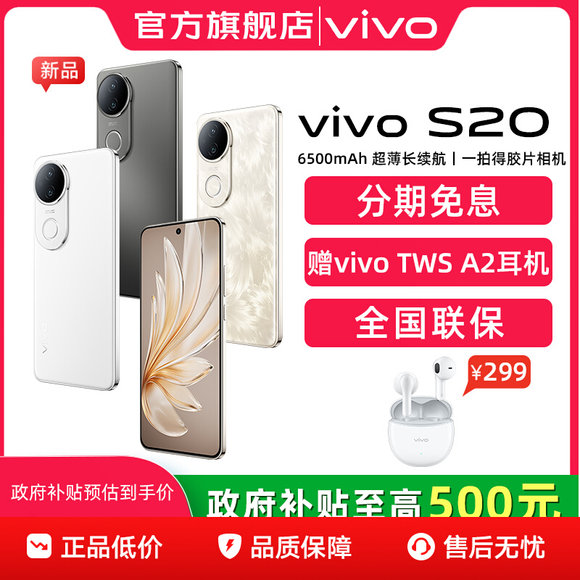 官方旗舰店 vivo
新品
vivo S20
6500mAh 超薄长续航 | 一拍得胶片相机
分期免息
赠vivo TWS A2耳机
全国联保
¥299
vivo
vivo
政府补贴预估到手价
政府补贴至高500元
正品低价
品质保障
售后无忧